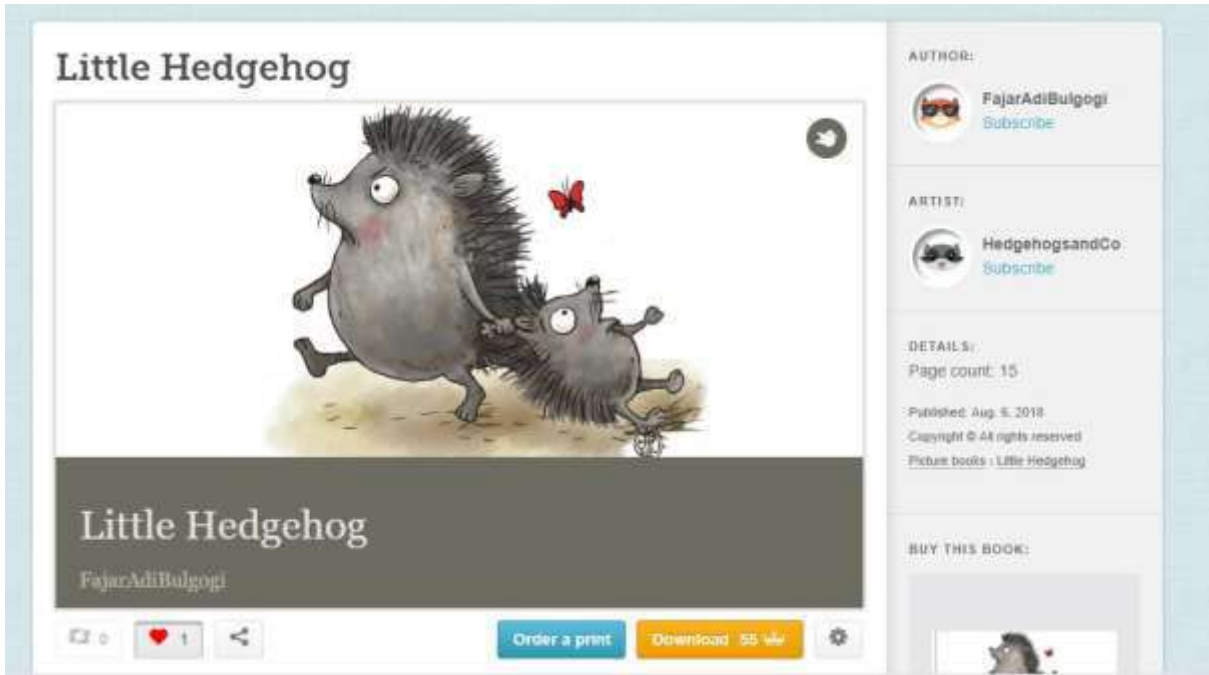 Little Hedgehog
Little Hedgehog
FajarAdiBulgogi
0
1
Order a print
Download 55
AUTHOR:
FajarAdiBulgogi
Subscribe
ARTIST:
HedgehogsandCo
Subscribe
DETAILS:
Page count: 15
Published: Aug. 6, 2018
Copyright © All rights reserved
Picture books : Little Hedgehog
BUY THIS BOOK: